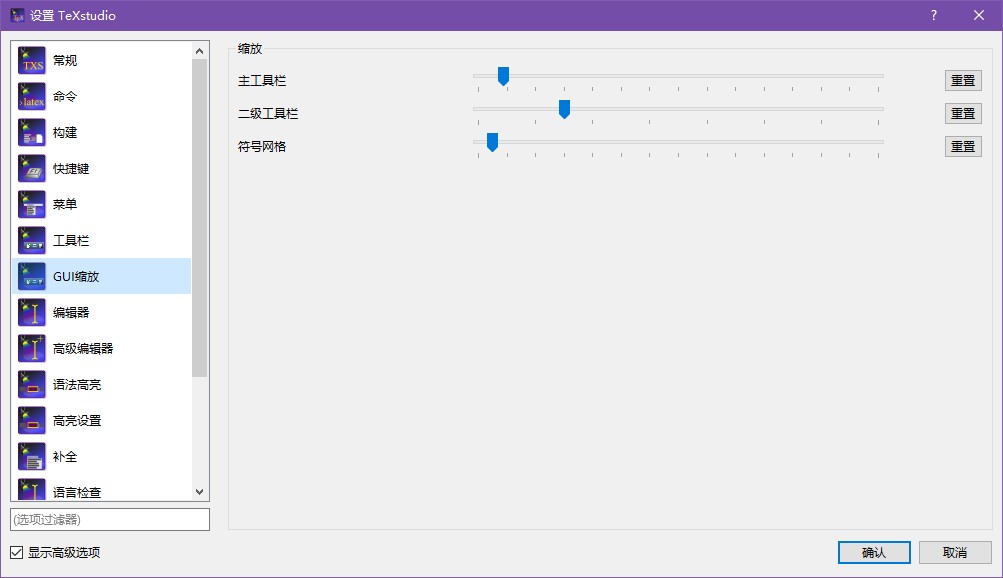 设置 TeXstudio
?
常规
命令
构建
快捷键
菜单
工具栏
GUI缩放
编辑器
高级编辑器
语法高亮
高亮设置
补全
语言检查
(选项过滤器)
显示高级选项
缩放
主工具栏
重置
二级工具栏
重置
符号网格
重置
确认
取消